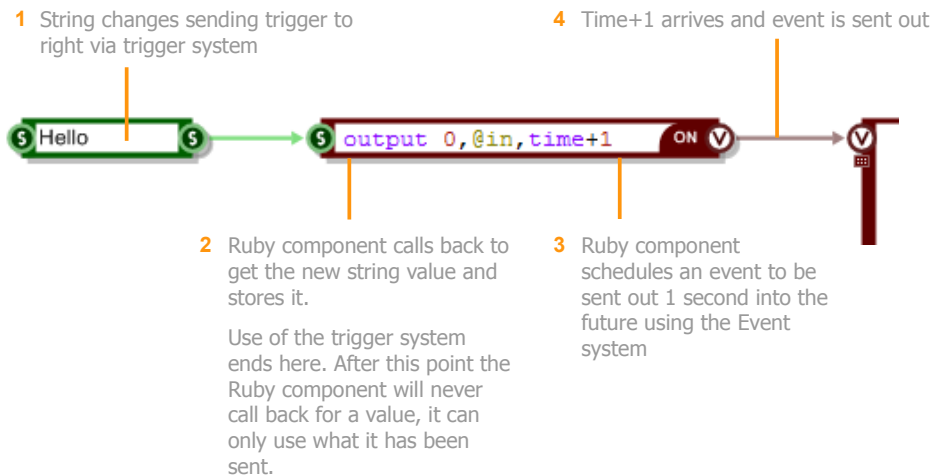 1 String changes sending trigger to
right via trigger system
4 Time+1 arrives and event is sent out
S Hello S
S output 0,@in,time+1 ON V
V
2 Ruby component calls back to
get the new string value and
stores it.
Use of the trigger system
ends here. After this point the
Ruby component will never
call back for a value, it can
only use what it has been
sent.
3 Ruby component
schedules an event to be
sent out 1 second into the
future using the Event
system